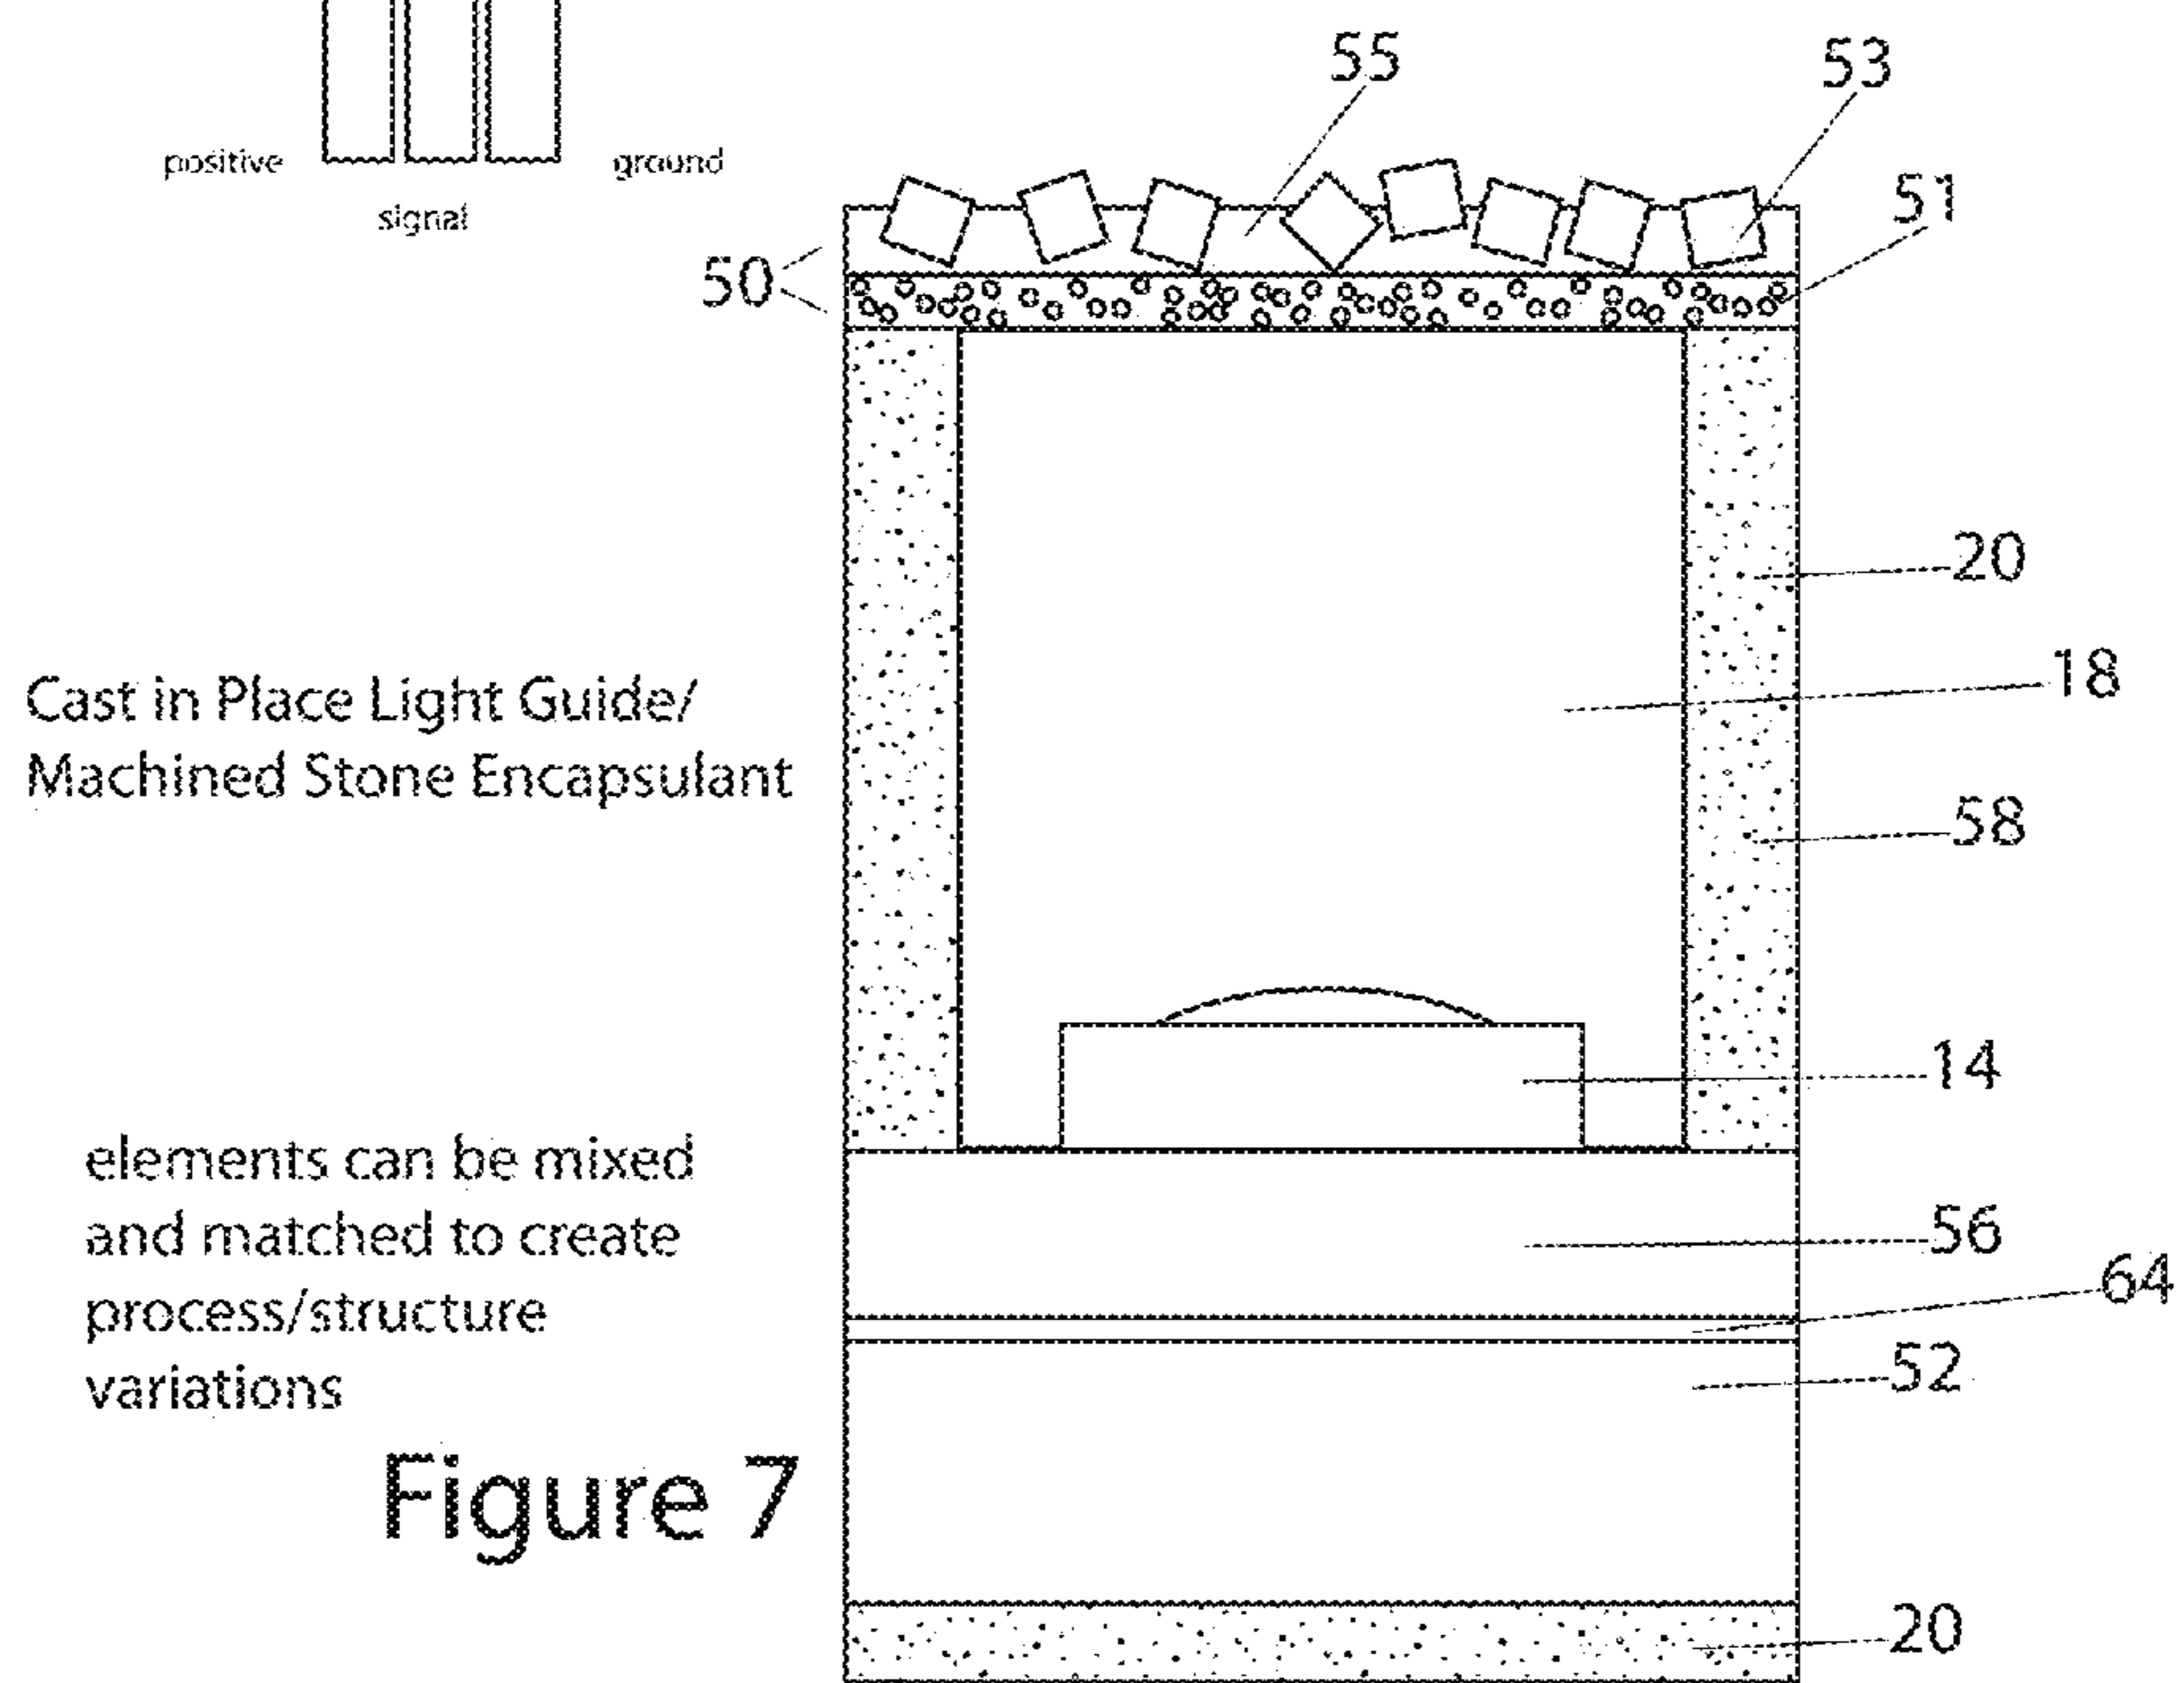 55
53
positive
ground
51
signal
50
20
Cast in Place Light Guide/
18
Machined Stone Encapsulant
58
14
elements can be mixed
and matched to create
56
64
process/structure
52
variations
Figure 7
20